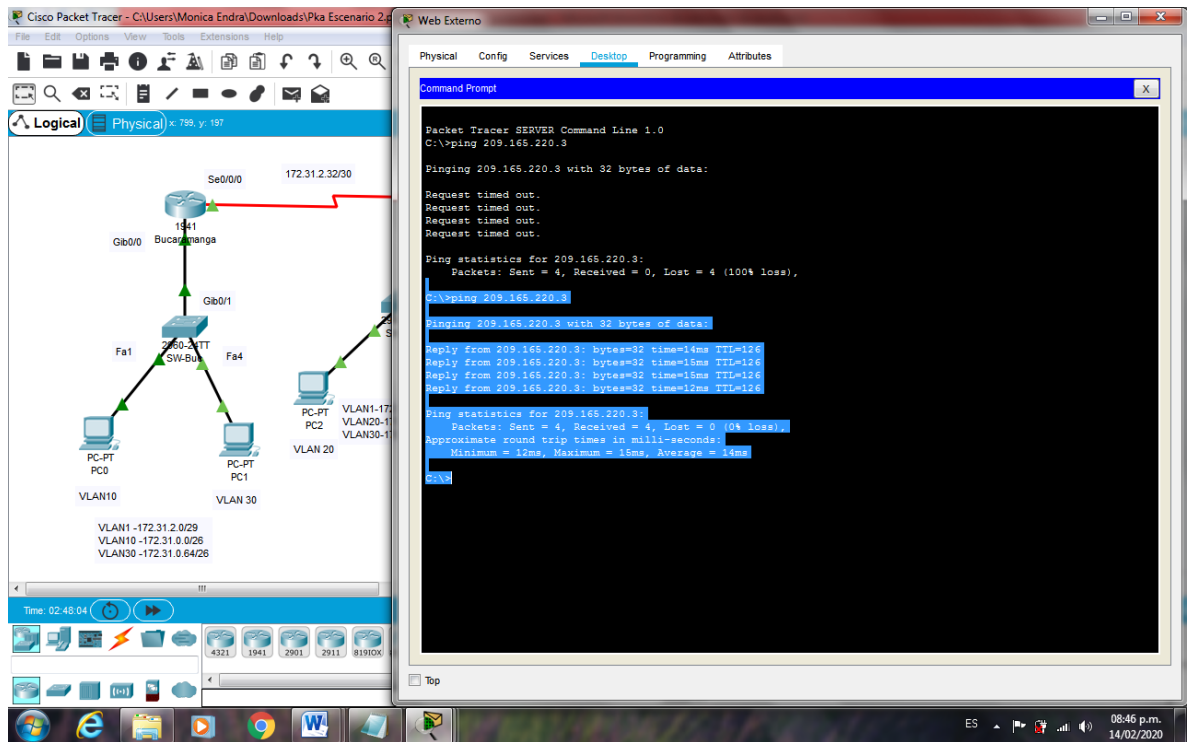 Cisco Packet Tracer - C:\Users\Monica Endra\Downloads\Pka Escenario 2.p
File Edit Options View Tools Extensions Help
Logical
Physical
x: 799, y: 197
Se0/0/0
172.31.2.32/30
1941
Bucaramanga
Gib0/0
Gib0/1
2960-24TT
SW-Buc
Fa1
Fa4
PC-PT
PC0
PC-PT
PC1
PC-PT
PC2
VLAN1-17
VLAN20-1
VLAN30-1
VLAN 20
VLAN10
VLAN 30
VLAN1 -172.31.2.0/29
VLAN10 -172.31.0.0/26
VLAN30 -172.31.0.64/26
Time: 02:48:04
4321 1941 2901 2911 819IOX
Web Externo
Physical Config Services Desktop Programming Attributes
Command Prompt
X
Packet Tracer SERVER Command Line 1.0
C:\>ping 209.165.220.3
Pinging 209.165.220.3 with 32 bytes of data:
Request timed out.
Request timed out.
Request timed out.
Request timed out.
Ping statistics for 209.165.220.3:
Packets: Sent = 4, Received = 0, Lost = 4 (100% loss),
C:\>ping 209.165.220.3
Pinging 209.165.220.3 with 32 bytes of data:
Reply from 209.165.220.3: bytes=32 time=14ms TTL=126
Reply from 209.165.220.3: bytes=32 time=15ms TTL=126
Reply from 209.165.220.3: bytes=32 time=15ms TTL=126
Reply from 209.165.220.3: bytes=32 time=12ms TTL=126
Ping statistics for 209.165.220.3:
Packets: Sent = 4, Received = 4, Lost = 0 (0% loss),
Approximate round trip times in milli-seconds:
Minimum = 12ms, Maximum = 15ms, Average = 14ms
C:\>
Top
ES
08:46 p.m.
14/02/2020